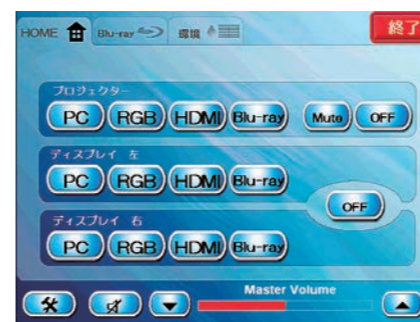 HOME Blu-ray 環境 終了
プロジェクター
PC RGB HDMI Blu-ray Mute OFF
ディスプレイ 左
PC RGB HDMI Blu-ray
OFF
ディスプレイ 右
PC RGB HDMI Blu-ray
Master Volume